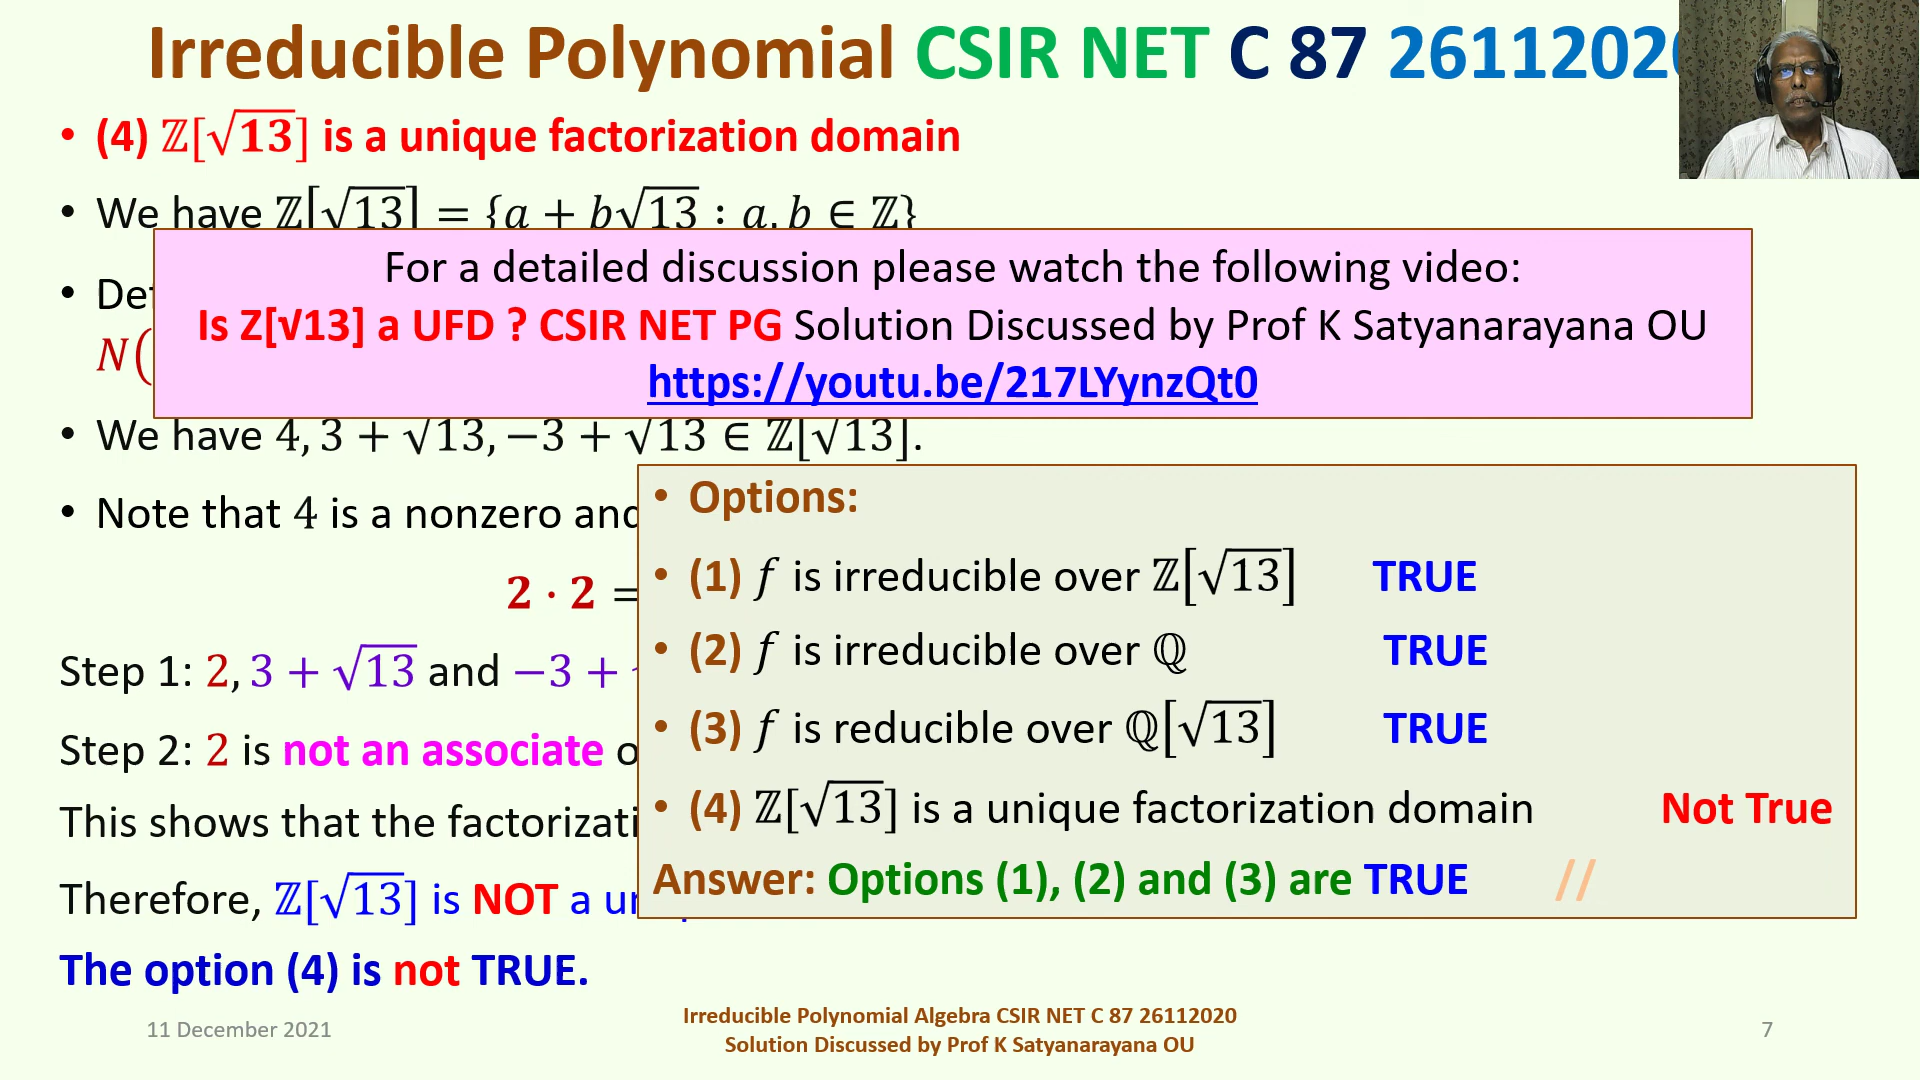 Irreducible Polynomial CSIR NET C 87 26112020
• (4) ℤ[√13] is a unique factorization domain
• We have ℤ[√13] = {a + b√13 : a, b ∈ ℤ}
For a detailed discussion please watch the following video:
Is Z[√13] a UFD ? CSIR NET PG Solution Discussed by Prof K Satyanarayana OU
https://youtu.be/217LYynzQt0
•
N(
• We have 4, 3 + √13, −3 + √13 ∈ ℤ[√13].
• Note that 4 is a nonzero and
2 · 2 =
Step 1: 2, 3 + √13 and −3 +
Step 2: 2 is not an associate
This shows that the
Therefore, ℤ[√13] is NOT a
The option (4) is not TRUE.
• Options:
• (1) f is irreducible over ℤ[√13] TRUE
• (2) f is irreducible over ℚ TRUE
• (3) f is reducible over ℚ[√13] TRUE
• (4) ℤ[√13] is a unique factorization domain Not True
Answer: Options (1), (2) and (3) are TRUE //
11 December 2021
Irreducible Polynomial Algebra CSIR NET C 87 26112020
Solution Discussed by Prof K Satyanarayana OU
7